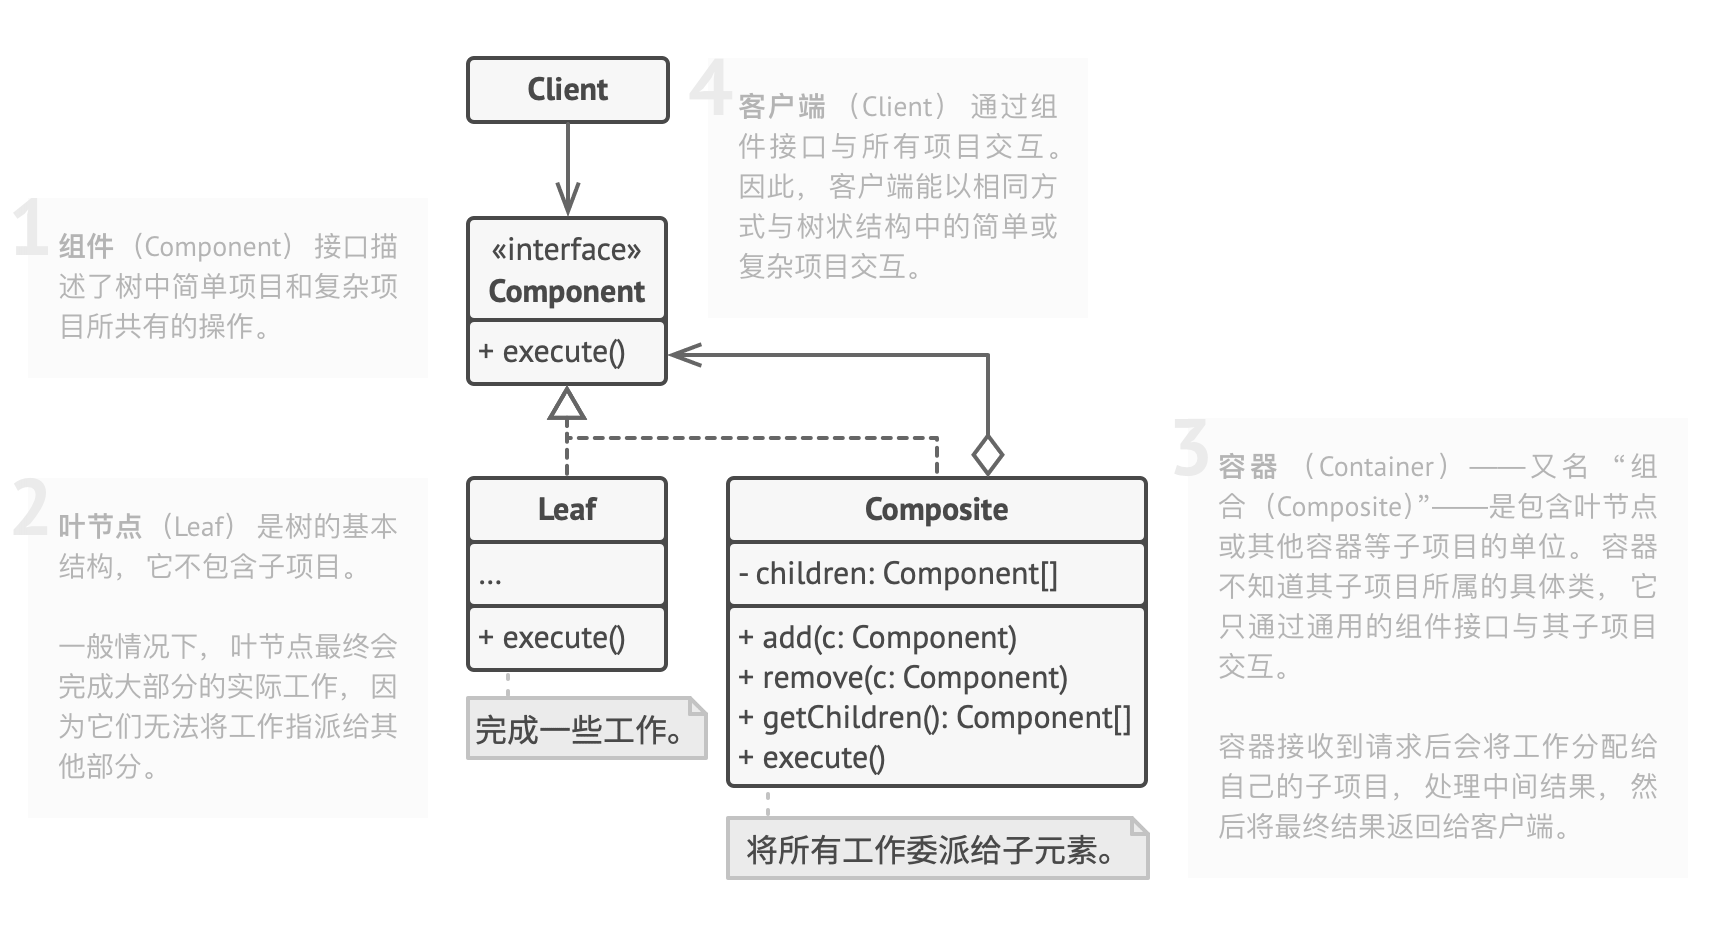 Client
4
客户端（Client） 通过组
件接口与所有项目交互。
因此， 客户端能以相同方
式与树状结构中的简单或
复杂项目交互。
1
组件（Component） 接口描
述了树中简单项目和复杂项
目所共有的操作。
«interface»
Component
+ execute()
2
叶节点（Leaf） 是树的基本
结构， 它不包含子项目。
一般情况下， 叶节点最终会
完成大部分的实际工作， 因
为它们无法将工作指派给其
他部分。
Leaf
...
+ execute()
完成一些工作。
Composite
- children: Component[]
+ add(c: Component)
+ remove(c: Component)
+ getChildren(): Component[]
+ execute()
将所有工作委派给子元素。
3
容器（Container）——又名 “组
合（Composite）”——是包含叶节点
或其他容器等子项目的单位。 容器
不知道其子项目所属的具体类， 它
只通过通用的组件接口与其子项目
交互。
容器接收到请求后会将工作分配给
自己的子项目， 处理中间结果， 然
后将最终结果返回给客户端。